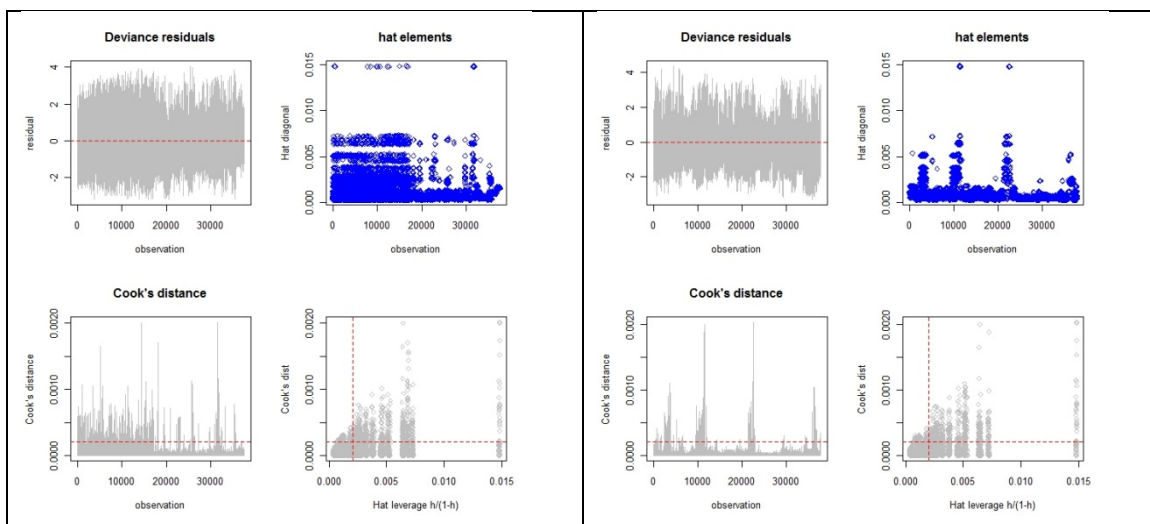 Deviance residuals
residual
4
2
0
-2
0 10000 20000 30000
observation
hat elements
Hat diagonal
0.015
0.010
0.005
0.000
0 10000 20000 30000
observation
Cook's distance
Cook's distance
0.0020
0.0010
0.0000
0 10000 20000 30000
observation
Cook's dist
0.0020
0.0010
0.0000
0.000 0.005 0.010 0.015
Hat leverage h/(1-h)
Deviance residuals
residual
4
2
0
-2
0 10000 20000 30000
observation
hat elements
Hat diagonal
0.015
0.010
0.005
0.000
0 10000 20000 30000
observation
Cook's distance
Cook's distance
0.0020
0.0010
0.0000
0 10000 20000 30000
observation
Cook's dist
0.0020
0.0010
0.0000
0.000 0.005 0.010 0.015
Hat leverage h/(1-h)